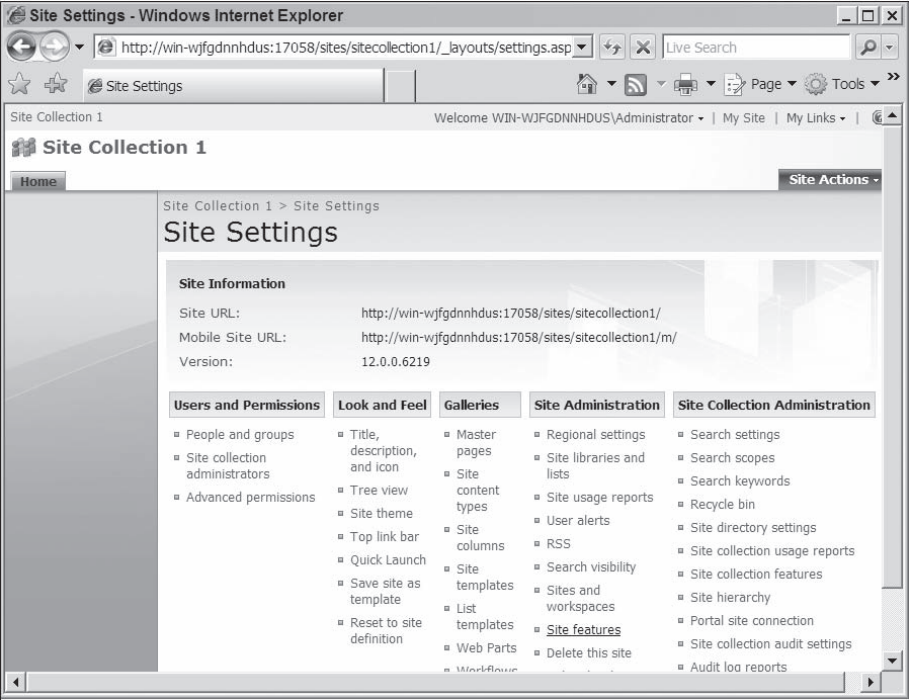 Site Settings - Windows Internet Explorer
http://win-wjfgdnnhdus:17058/sites/sitecollection1/_layouts/settings.asp
Live Search
Site Settings
Page
Tools
Site Collection 1
Welcome WIN-WJFGDNNHDUS\Administrator | My Site | My Links |
Site Collection 1
Home
Site Actions
Site Collection 1 > Site Settings
Site Settings
Site Information
Site URL: http://win-wjfgdnnhdus:17058/sites/sitecollection1/
Mobile Site URL: http://win-wjfgdnnhdus:17058/sites/sitecollection1/m/
Version: 12.0.0.6219
Users and Permissions
People and groups
Site collection
administrators
Advanced permissions
Look and Feel
Title,
description,
and icon
Tree view
Site theme
Top link bar
Quick Launch
Save site as
template
Reset to site
definition
Galleries
Master
pages
Site
content
types
Site
columns
Site
templates
List
templates
Web Parts
Workflows
Site Administration
Regional settings
Site libraries and
lists
Site usage reports
User alerts
RSS
Search visibility
Sites and
workspaces
Site features
Delete this site
Site Collection Administration
Search settings
Search scopes
Search keywords
Recycle bin
Site directory settings
Site collection usage reports
Site collection features
Site hierarchy
Portal site connection
Site collection audit settings
Audit log reports